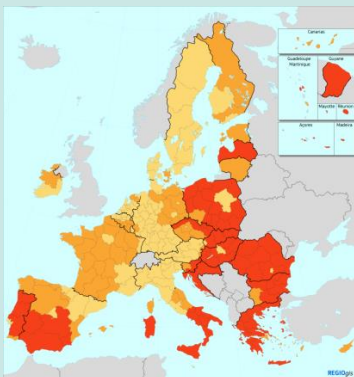 Canarias
Guadeloupe
Martinique
Guyane
Mayotte
Réunion
Açores
Madeira
REGIOgis